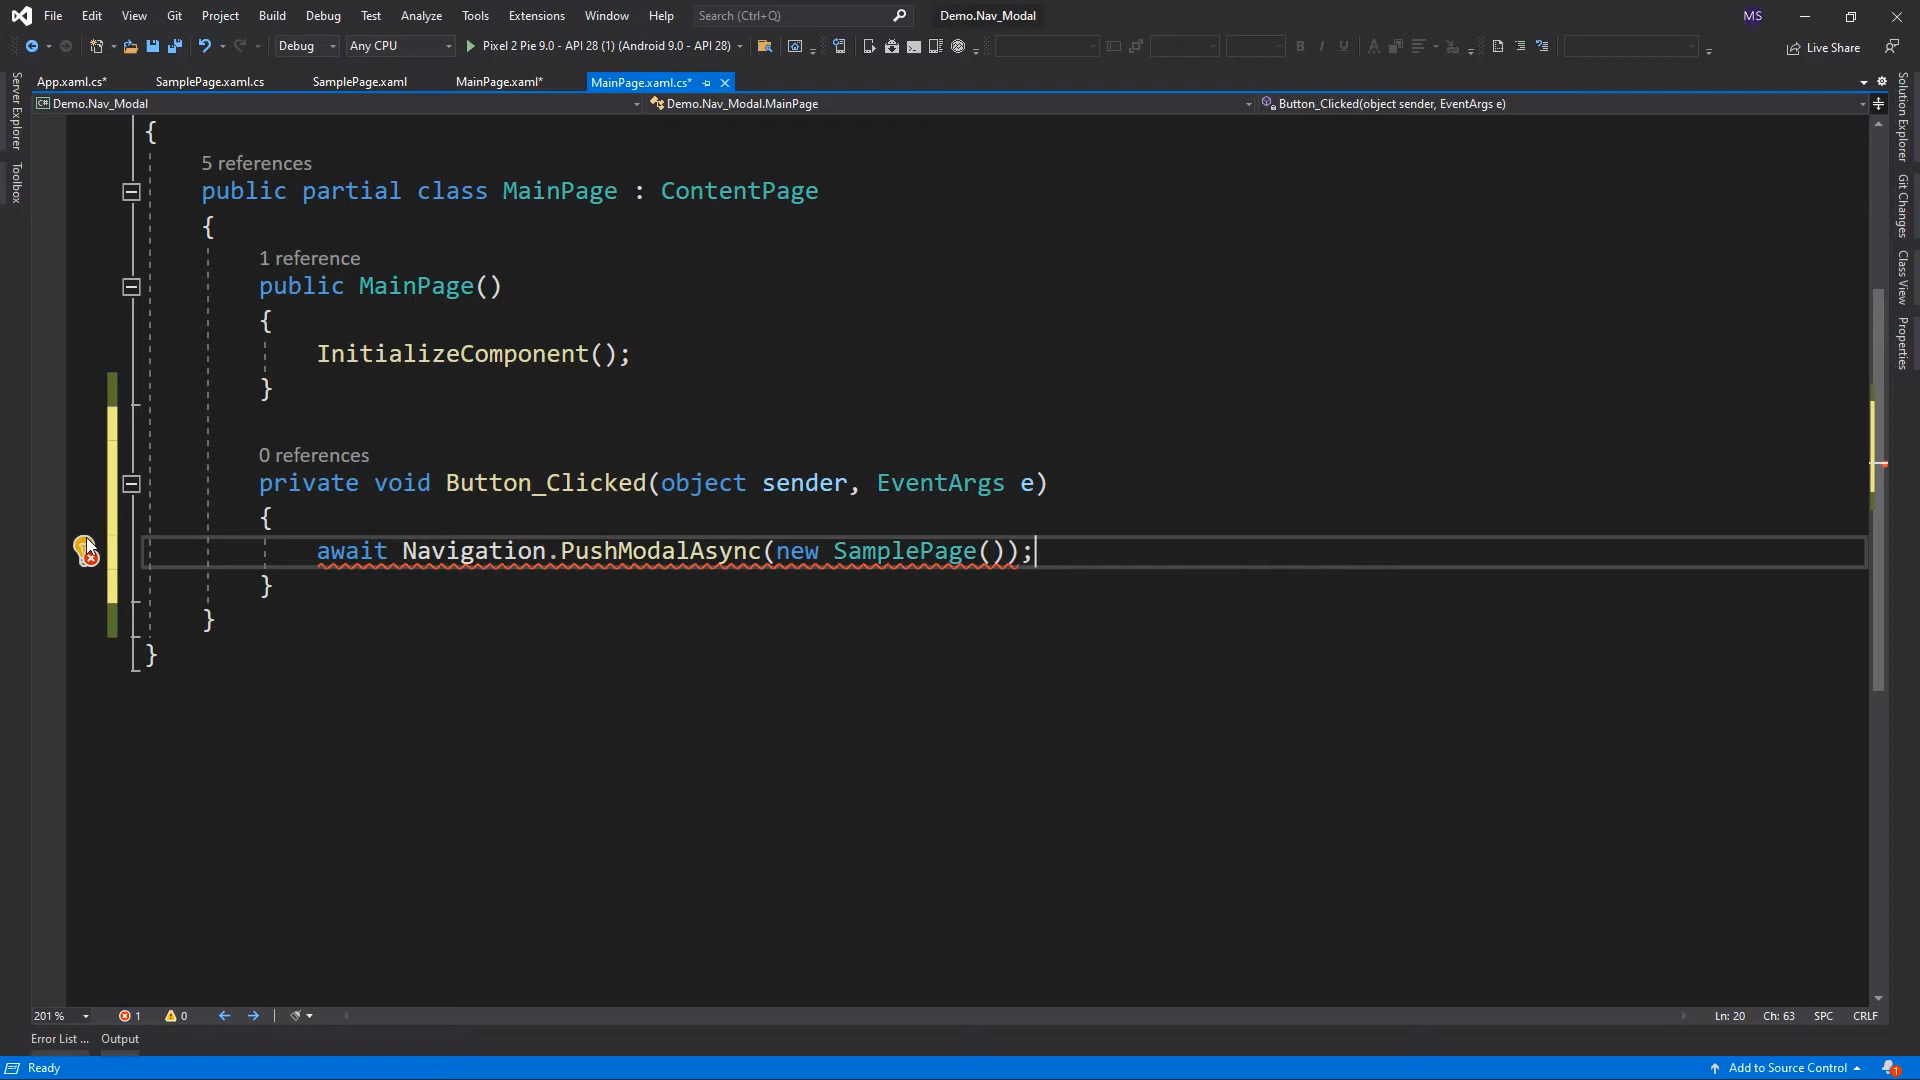 File Edit View Git Project Build Debug Test Analyze Tools Extensions Window Help Search (Ctrl+Q) Demo.Nav_Modal MS
Debug Any CPU Pixel 2 Pie 9.0 - API 28 (1) (Android 9.0 - API 28) B I U A Live Share
App.xaml.cs* SamplePage.xaml.cs SamplePage.xaml MainPage.xaml* MainPage.xaml.cs*
C# Demo.Nav_Modal Demo.Nav_Modal.MainPage Button_Clicked(object sender, EventArgs e)
Server Explorer
Toolbox
{
5 references
public partial class MainPage : ContentPage
{
1 reference
public MainPage()
{
InitializeComponent();
}
0 references
private void Button_Clicked(object sender, EventArgs e)
{
await Navigation.PushModalAsync(new SamplePage());
}
}
}
Solution Explorer
Git Changes
Class View
Properties
201 % 1 0 Ln: 20 Ch: 63 SPC CRLF
Error List ... Output
Ready Add to Source Control 1